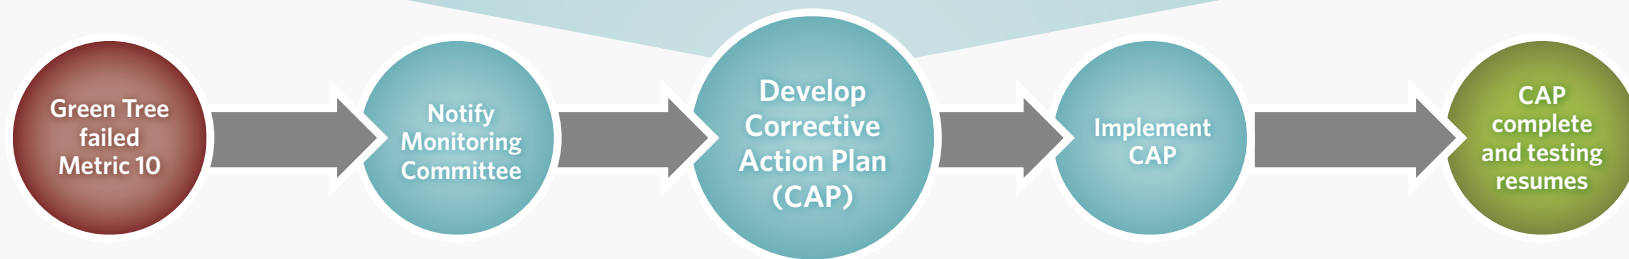 Green Tree
failed
Metric 10
Notify
Monitoring
Committee
Develop
Corrective
Action Plan
(CAP)
Implement
CAP
CAP
complete
and testing
resumes